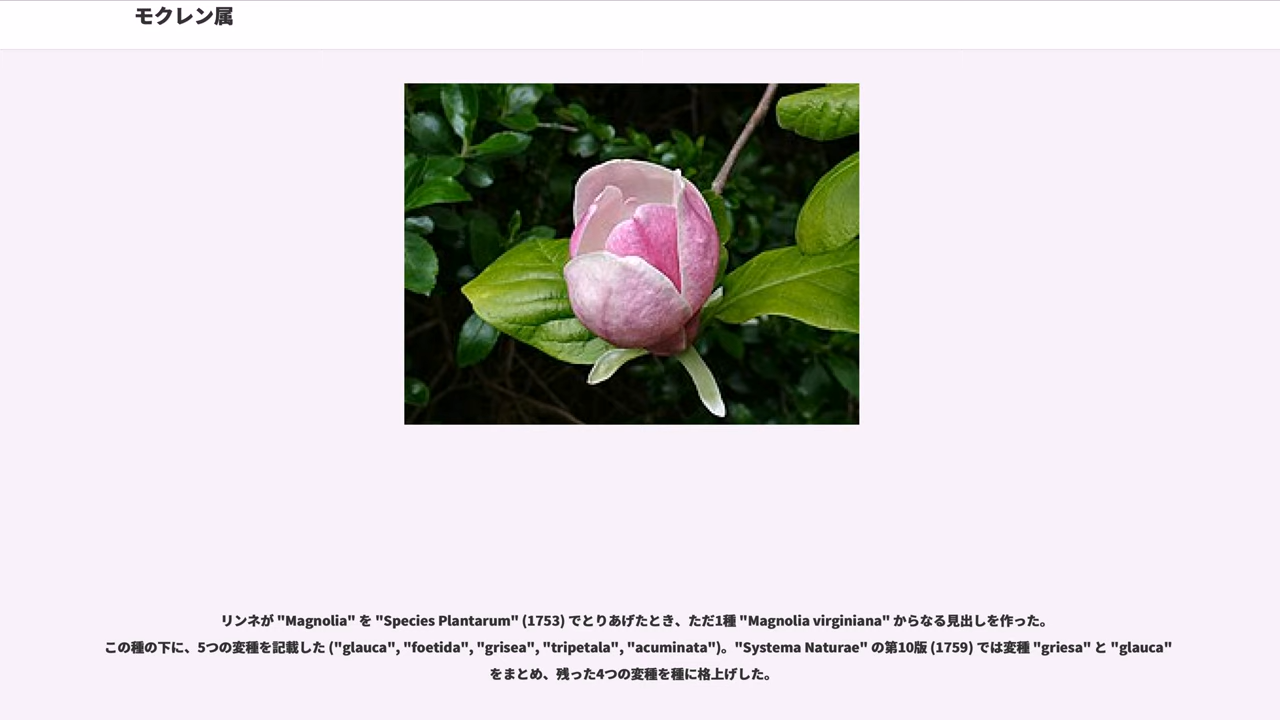 モクレン属
リンネが "Magnolia" を "Species Plantarum" (1753) でとりあげたとき、ただ1種 "Magnolia virginiana" からなる見出しを作った。
この種の下に、5つの変種を記載した ("glauca", "foetida", "grisea", "tripetala", "acuminata")。"Systema Naturae" の第10版 (1759) では変種 "griesa" と "glauca"
をまとめ、残った4つの変種を種に格上げした。